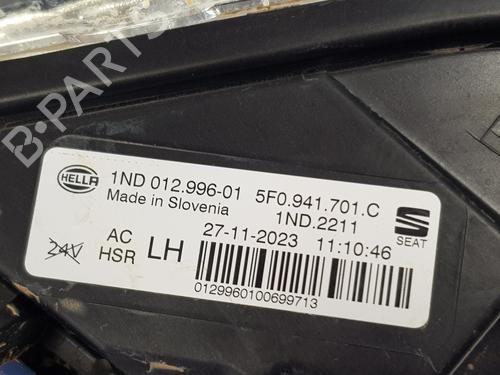 B-PARTS
HELLA
1ND 012.996-01 5F0.941.701.C
Made in Slovenia 1ND.2211
SEAT
24V AC HSR LH 27-11-2023 11:10:46
0129960100699713